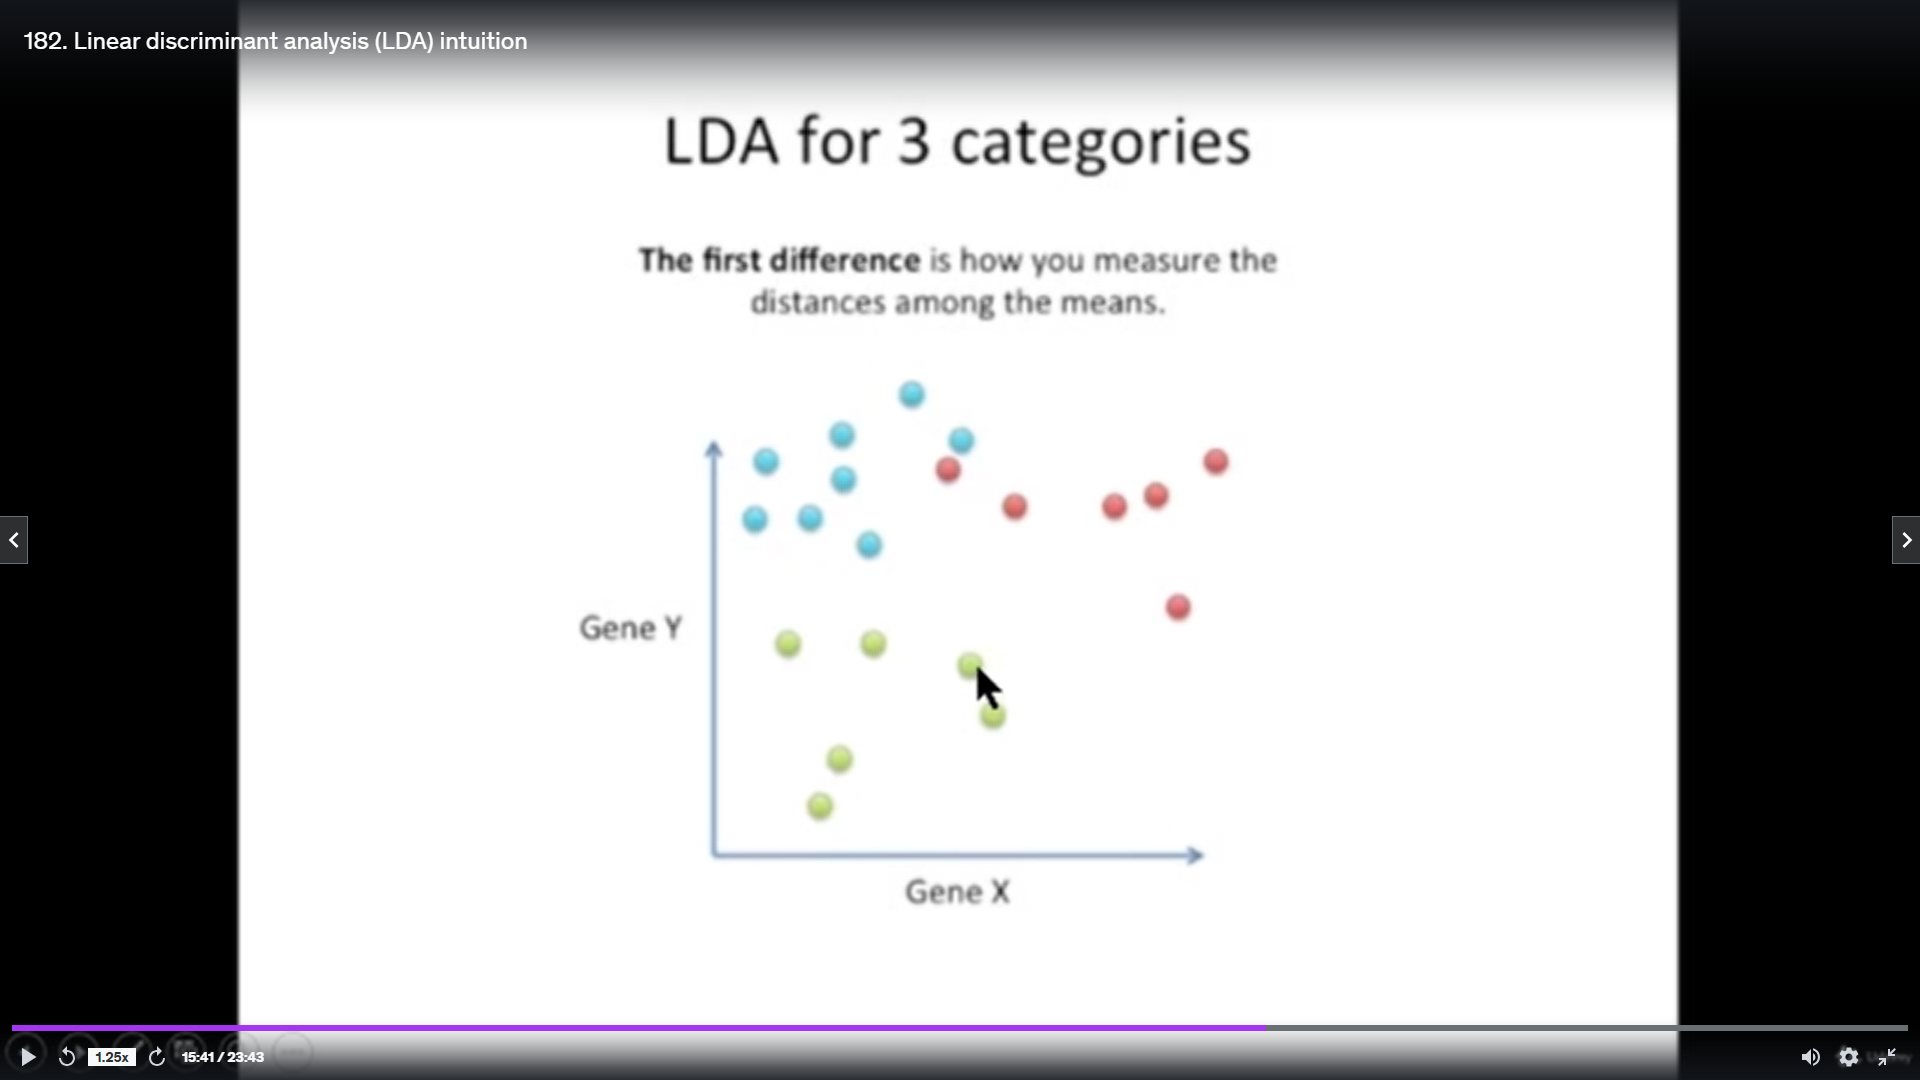 182. Linear discriminant analysis (LDA) intuition
LDA for 3 categories
The first difference is how you measure the
distances among the means.
Gene Y
Gene X
1.25x
15:41 / 23:43